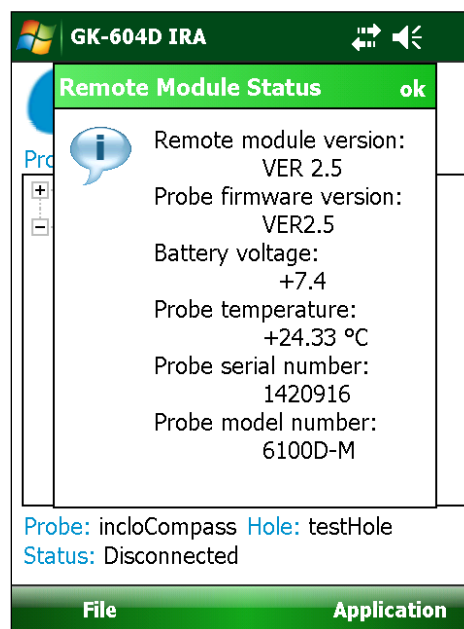 GK-604D IRA
Remote Module Status ok
Remote module version:
VER 2.5
Pro
Probe firmware version:
VER2.5
Battery voltage:
+7.4
Probe temperature:
+24.33 °C
Probe serial number:
1420916
Probe model number:
6100D-M
Probe: incloCompass Hole: testHole
Status: Disconnected
File Application